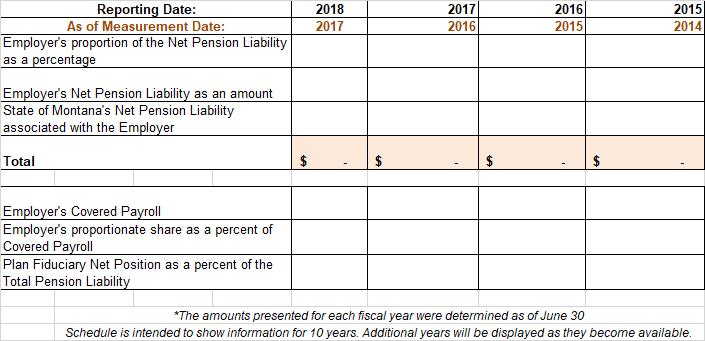 Reporting Date: 2018 2017 2016 2015
As of Measurement Date: 2017 2016 2015 2014
Employer's proportion of the Net Pension Liability
as a percentage
Employer's Net Pension Liability as an amount
State of Montana's Net Pension Liability
associated with the Employer
Total $ - $ - $ - $ -
Employer's Covered Payroll
Employer's proportionate share as a percent of
Covered Payroll
Plan Fiduciary Net Position as a percent of the
Total Pension Liability
*The amounts presented for each fiscal year were determined as of June 30
Schedule is intended to show information for 10 years. Additional years will be displayed as they become available.